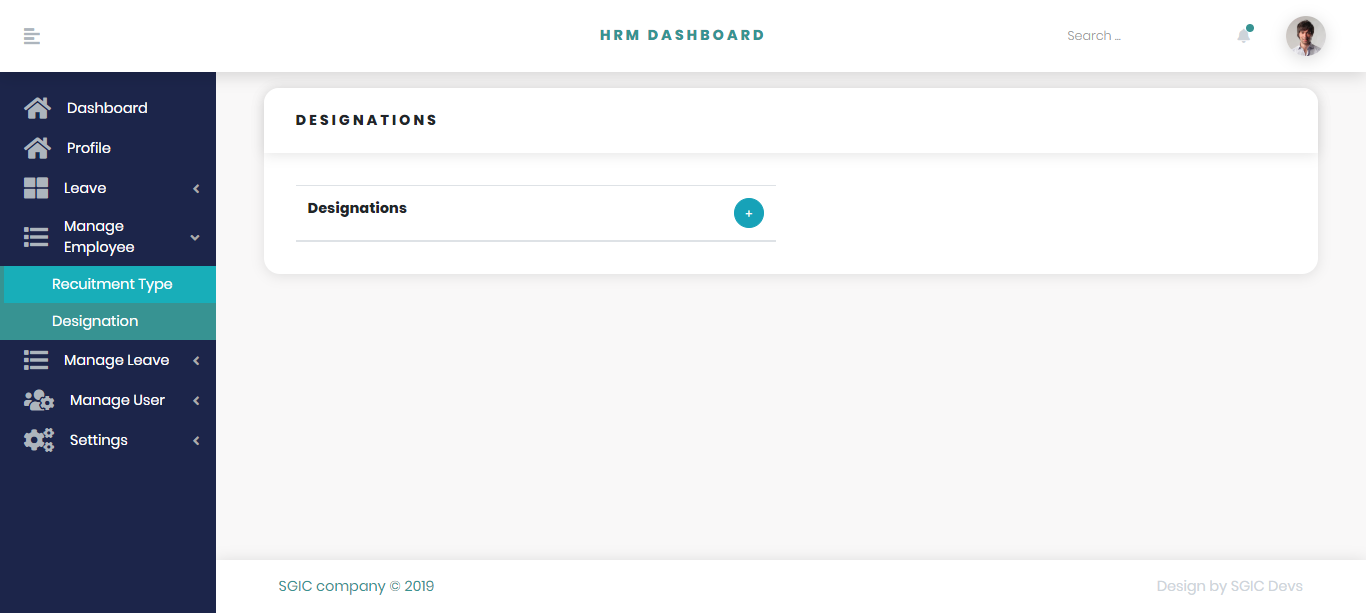 HRM DASHBOARD
Search ...
Dashboard
Profile
Leave
Manage
Employee
Recuitment Type
Designation
Manage Leave
Manage User
Settings
DESIGNATIONS
Designations
+
SGIC company © 2019
Design by SGIC Devs